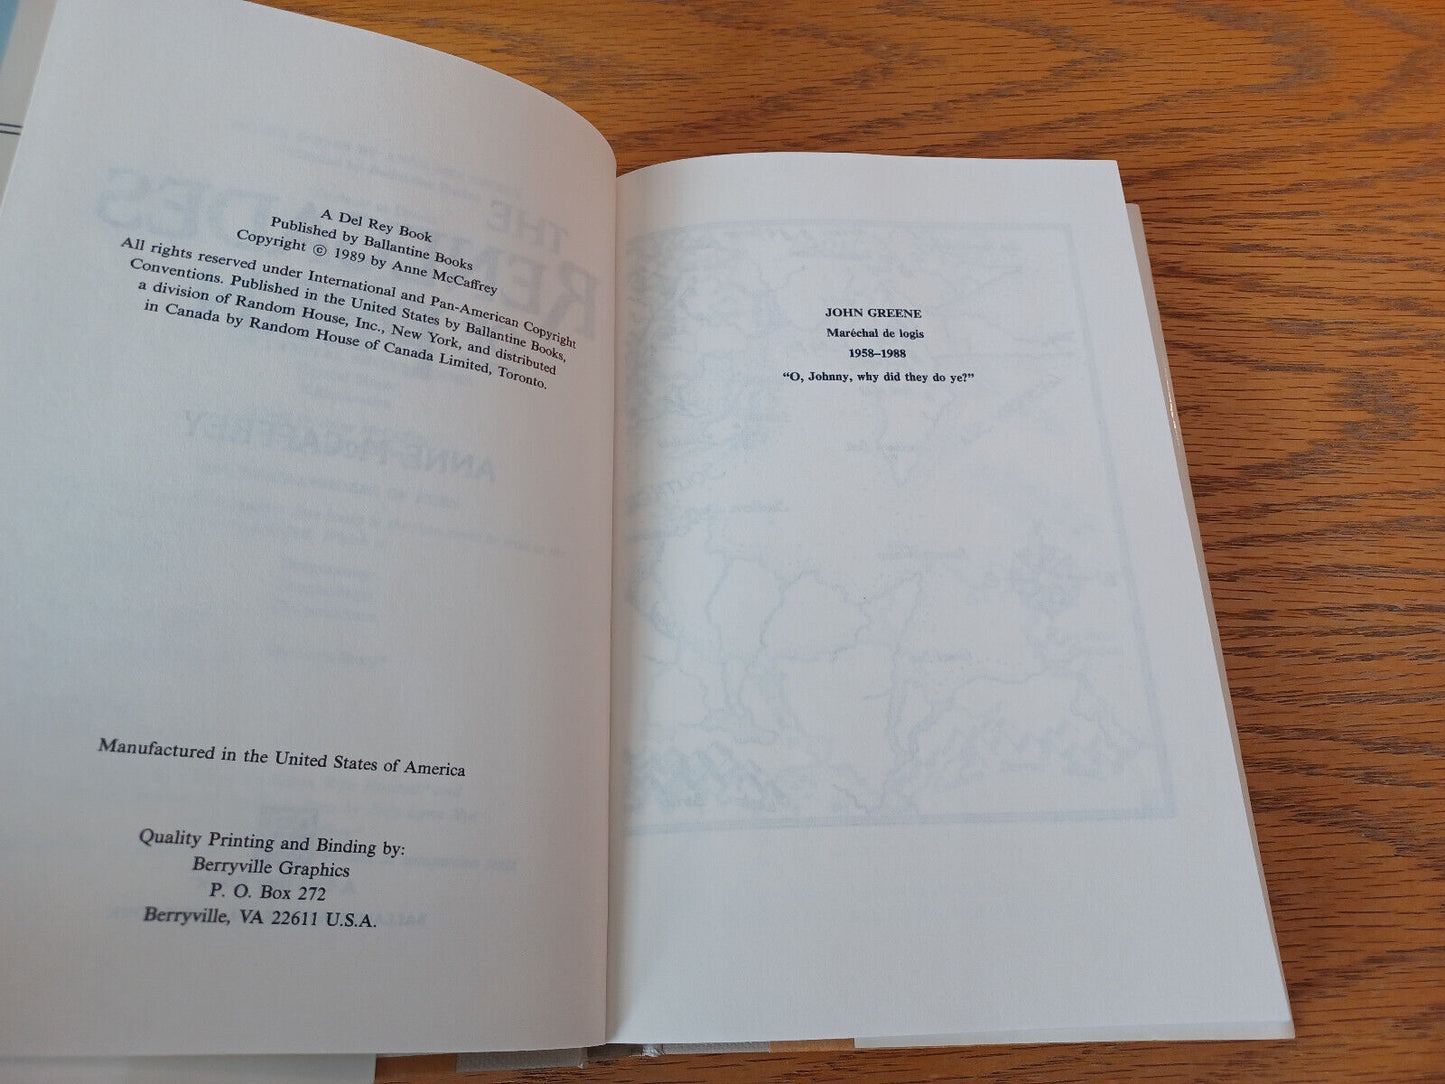 A Del Rey Book
Published by Ballantine Books
Copyright © 1989 by Anne McCaffrey
All rights reserved under International and Pan-American Copyright
Conventions. Published in the United States by Ballantine Books,
a division of Random House, Inc., New York, and distributed
in Canada by Random House of Canada Limited, Toronto.
Manufactured in the United States of America
Quality Printing and Binding by:
Berryville Graphics
P. O. Box 272
Berryville, VA 22611 U.S.A.
JOHN GREENE
Maréchal de logis
1958–1988
“O, Johnny, why did they do ye?”